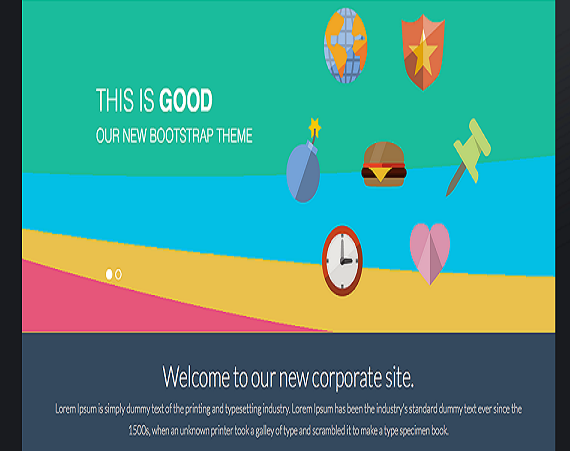 THIS IS GOOD
OUR NEW BOOTSTRAP THEME
Welcome to our new corporate site.
Lorem Ipsum is simply dummy text of the printing and typesetting industry. Lorem Ipsum has been the industry's standard dummy text ever since the
1500s, when an unknown printer took a galley of type and scrambled it to make a type specimen book.